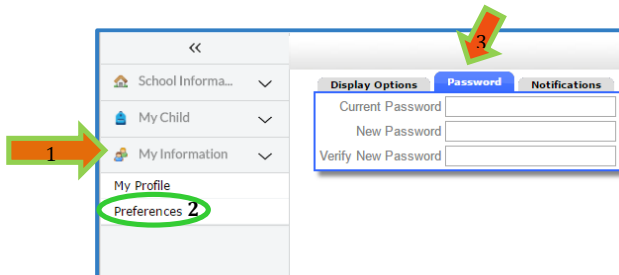 «
3
School Informa...
Display Options Password Notifications
Current Password
My Child
New Password
1 My Information
Verify New Password
My Profile
Preferences 2